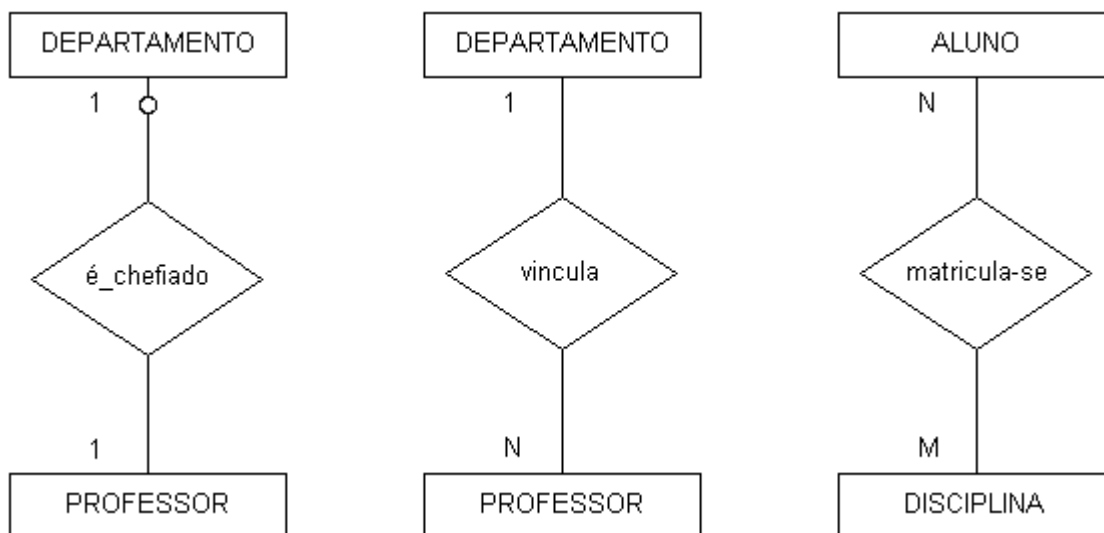 DEPARTAMENTO
1
é_chefiado
1
PROFESSOR
DEPARTAMENTO
1
vincula
N
PROFESSOR
ALUNO
N
matricula-se
M
DISCIPLINA